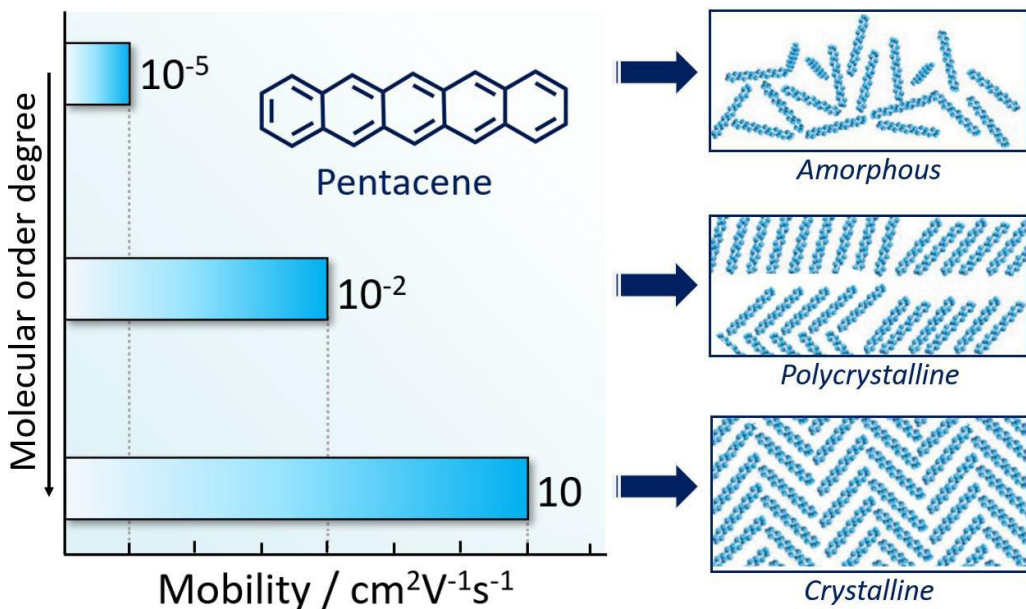 Molecular order degree
10⁻⁵
Pentacene
Amorphous
10⁻²
Polycrystalline
10
Crystalline
Mobility / cm²V⁻¹s⁻¹